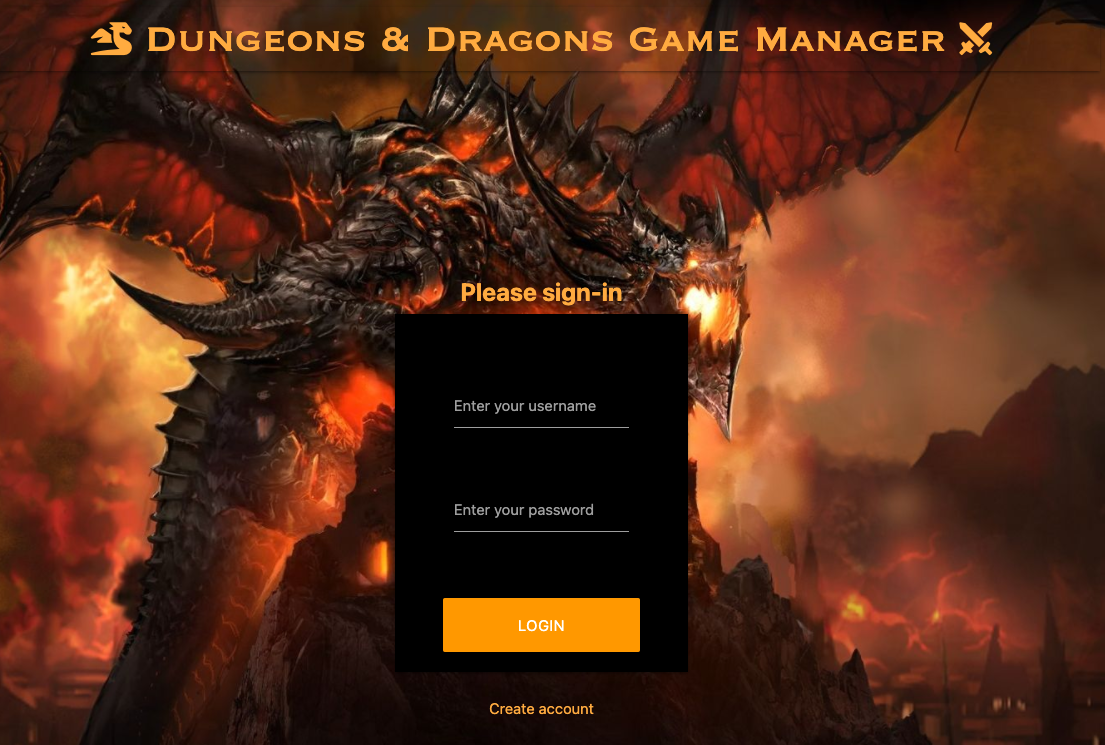 Dungeons & Dragons Game Manager
Please sign-in
Enter your username
Enter your password
LOGIN
Create account